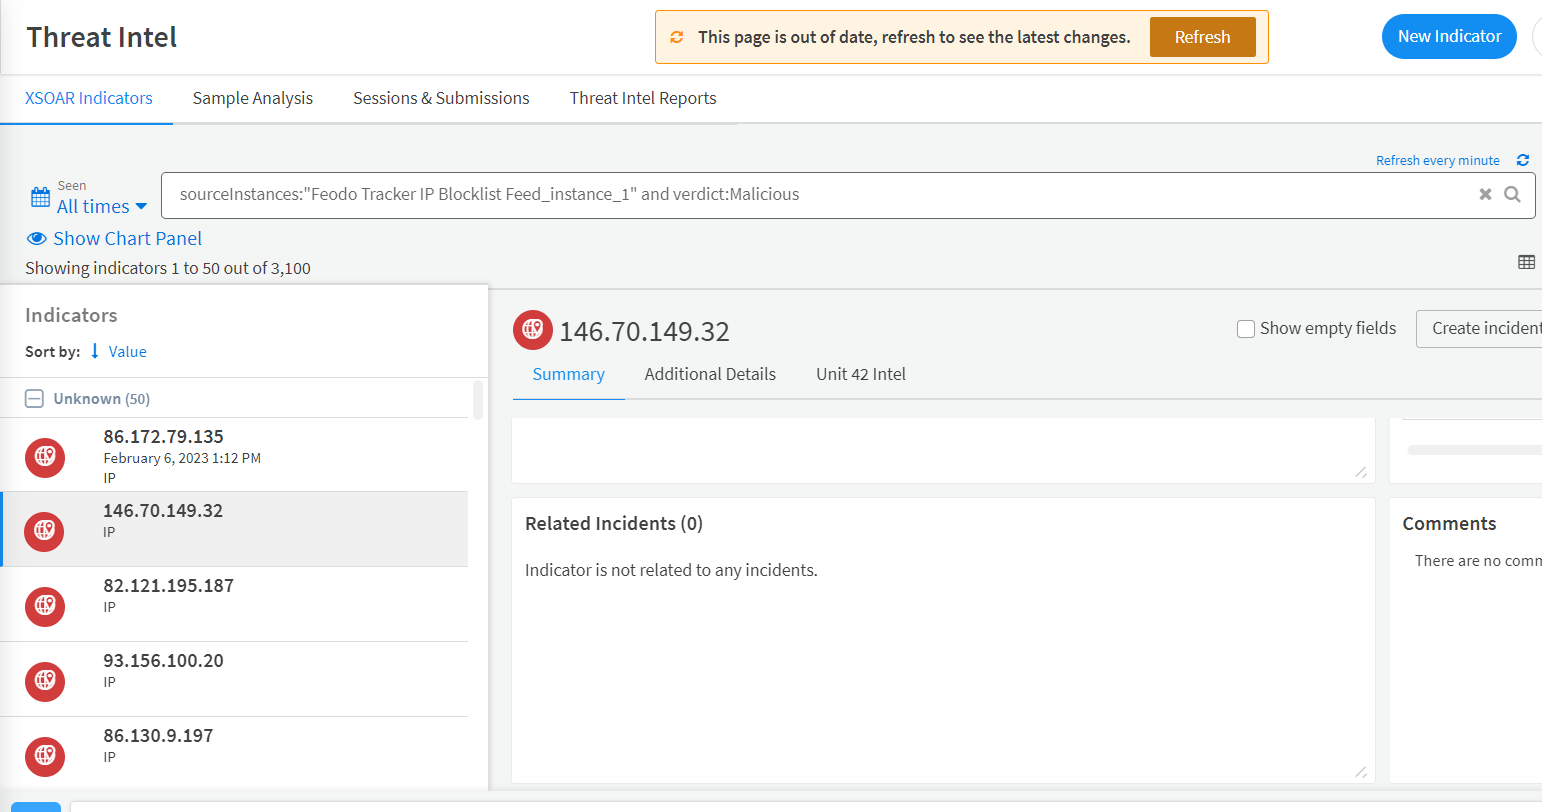 Threat Intel
This page is out of date, refresh to see the latest changes.
Refresh
New Indicator
XSOAR Indicators
Sample Analysis
Sessions & Submissions
Threat Intel Reports
Refresh every minute
Seen
All times
sourceInstances:"Feodo Tracker IP Blocklist Feed_instance_1" and verdict:Malicious
Show Chart Panel
Showing indicators 1 to 50 out of 3,100
Indicators
Sort by: Value
Unknown (50)
86.172.79.135
February 6, 2023 1:12 PM
IP
146.70.149.32
IP
82.121.195.187
IP
93.156.100.20
IP
86.130.9.197
IP
146.70.149.32
Show empty fields
Create incident
Summary
Additional Details
Unit 42 Intel
Related Incidents (0)
Indicator is not related to any incidents.
Comments
There are no comm